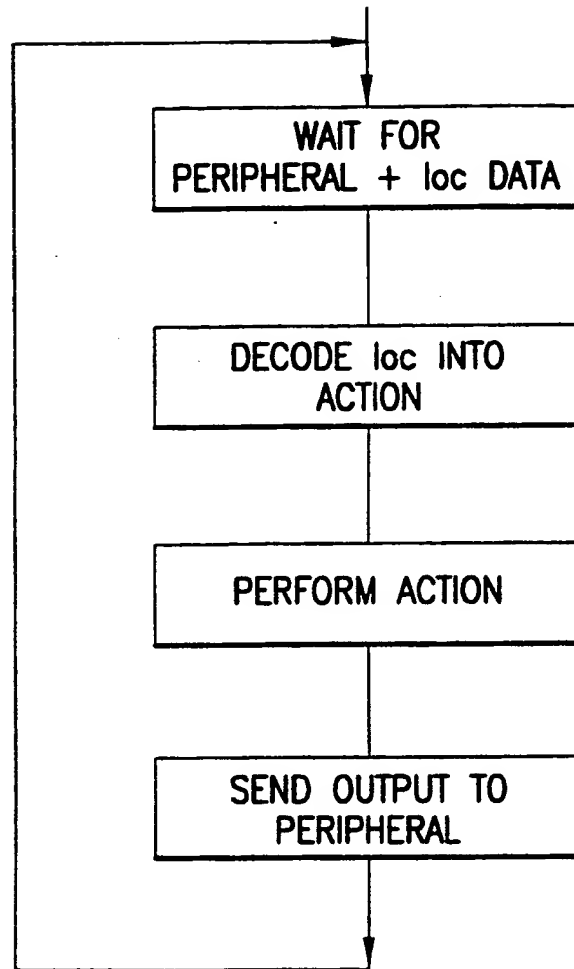 WAIT FOR
PERIPHERAL + loc DATA
DECODE loc INTO
ACTION
PERFORM ACTION
SEND OUTPUT TO
PERIPHERAL